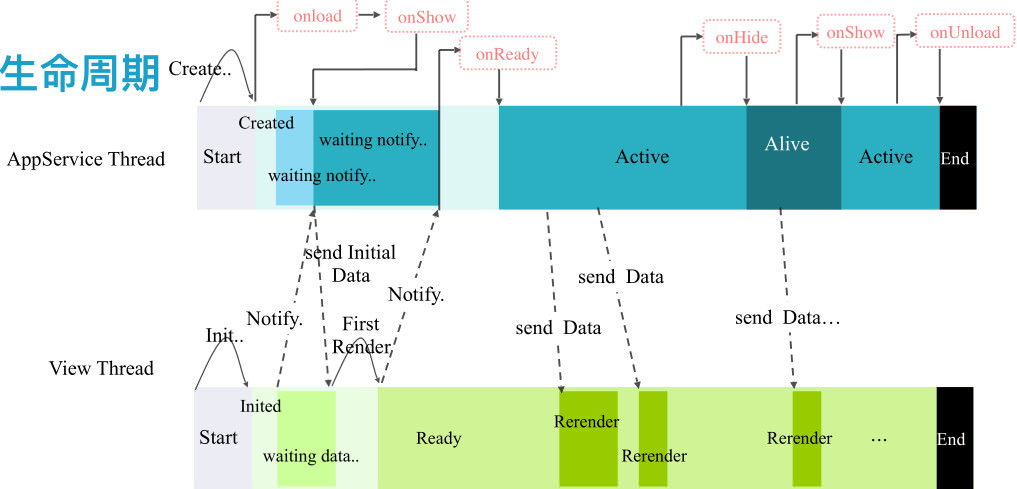 onload
onShow
onReady
onHide
onShow
onUnload
生命周期
Create..
Created
waiting notify..
AppService Thread
Start
Active
Alive
Active
End
waiting notify..
send Initial
Data
send  Data
Notify.
Notify.
First
Render
send  Data
send  Data…
Init..
View Thread
Inited
Start
Ready
Rerender
Rerender
…
End
waiting data..
Rerender